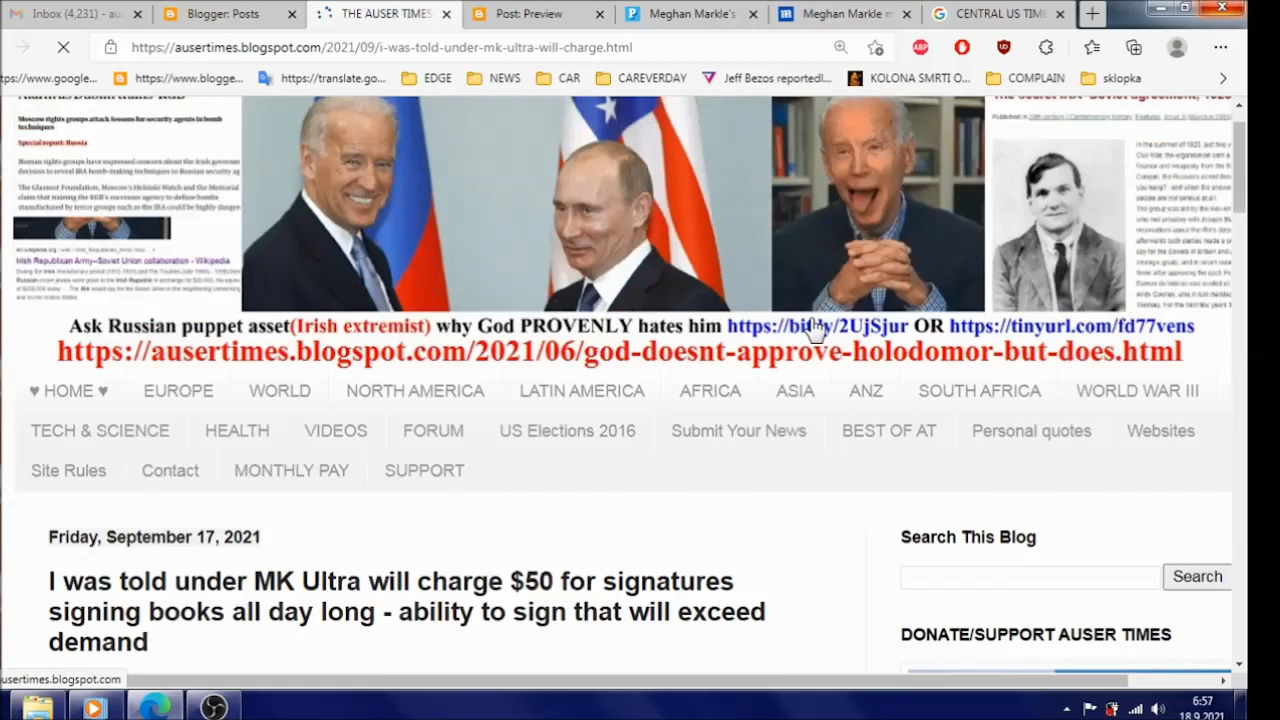 Inbox (4,231) - au
Blogger: Posts
THE AUSER TIMES
Post: Preview
Meghan Markle's
Meghan Markle m
CENTRAL US TIME
https://ausertimes.blogspot.com/2021/09/i-was-told-under-mk-ultra-will-charge.html
ABP
tps://www.google...
https://www.blogge...
https://translate.go...
EDGE
NEWS
CAR
CAREVERDAY
Jeff Bezos reportedl...
KOLONA SMRTI O...
COMPLAIN
sklopka
Moscow rights groups attack lessons for security agents in bomb
techniques
Special report: Russia
Human rights groups have expressed concern about the Irish governm
decision to reveal IRA bomb-making techniques to Russian security ag
The Glasnost Foundation, Moscow's Helsinki Watch and the Memorial
claim that training the KGB's successor agency to defuse bombs
manufactured by terror groups such as the IRA could be highly danger
Irish Republican Army–Soviet Union collaboration - Wikipedia
Ask Russian puppet asset(Irish extremist) why God PROVENLY hates him https://bit.ly/2UjSjur OR https://tinyurl.com/fd77vens
https://ausertimes.blogspot.com/2021/06/god-doesnt-approve-holodomor-but-does.html
♥ HOME ♥ EUROPE WORLD NORTH AMERICA LATIN AMERICA AFRICA ASIA ANZ SOUTH AFRICA WORLD WAR III
TECH & SCIENCE HEALTH VIDEOS FORUM US Elections 2016 Submit Your News BEST OF AT Personal quotes Websites
Site Rules Contact MONTHLY PAY SUPPORT
Friday, September 17, 2021
I was told under MK Ultra will charge $50 for signatures
signing books all day long - ability to sign that will exceed
demand
Search This Blog
Search
DONATE/SUPPORT AUSER TIMES
usertimes.blogspot.com
6:57
18.9.2021